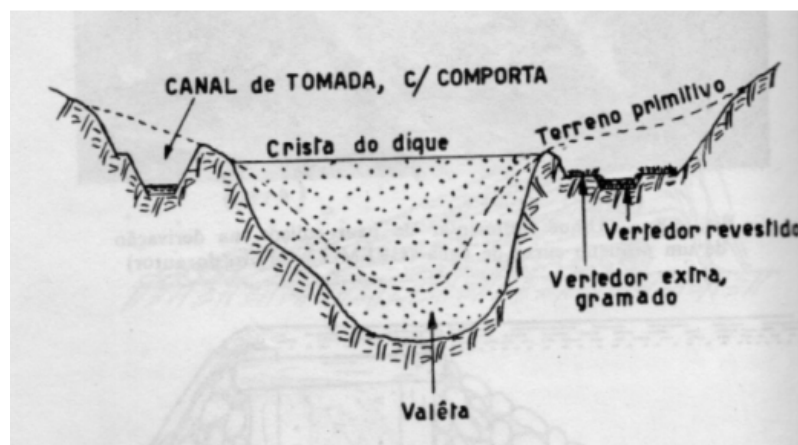 CANAL de TOMADA, C/ COMPORTA
Terreno primitivo
Crista do dique
Vertedor revestido
Vertedor extra,
gramado
Valêta